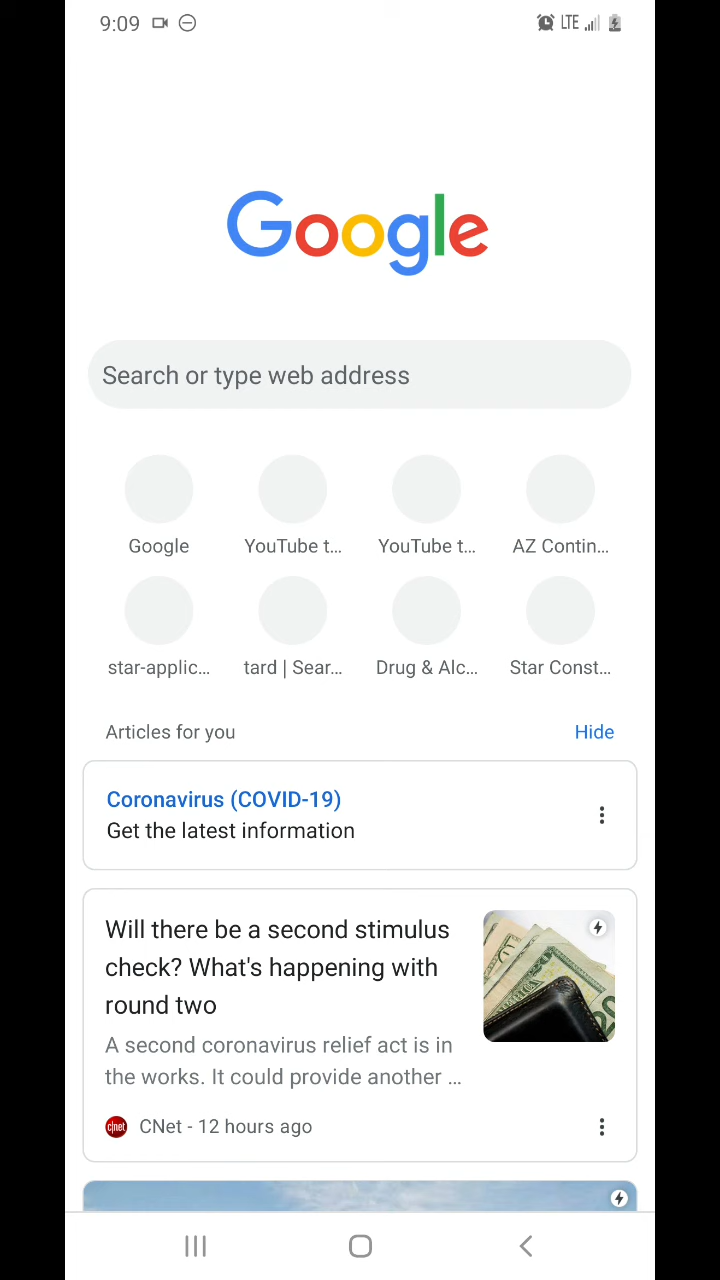 9:09 LTE
Google
Search or type web address
Google YouTube t... YouTube t... AZ Contin...
star-applic... tard | Sear... Drug & Alc... Star Const...
Articles for you Hide
Coronavirus (COVID-19)
Get the latest information
Will there be a second stimulus
check? What's happening with
round two
A second coronavirus relief act is in
the works. It could provide another ...
c|net CNet - 12 hours ago